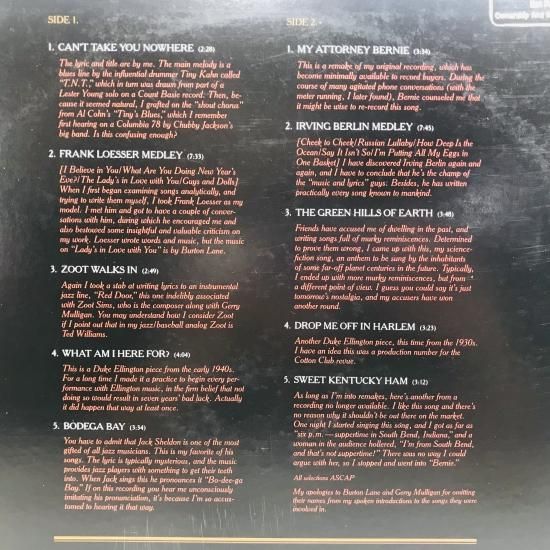 SIDE 1.
1. CAN'T TAKE YOU NOWHERE (2:28)
The lyric and title are by me. The main melody is a
blues line by the influential drummer Tiny Kahn called
"T.N.T.," which in turn was drawn from part of a
Lester Young solo on a Count Basie record. Then, be-
cause it seemed natural, I grafted on the "shout chorus"
from Al Cohn's "Tiny's Blues," which I remember
first hearing on a Columbia 78 by Chubby Jackson's
big band. Is this confusing enough?
2. FRANK LOESSER MEDLEY (7:33)
[I Believe in You/What Are You Doing New Year's
Eve?/The Lady's in Love with You/Guys and Dolls]
When I first began examining songs analytically, and
trying to write them myself, I took Frank Loesser as my
model. I met him and got to have a couple of conver-
sations with him, during which he encouraged me and
also bestowed some insightful and valuable criticism on
my work. Loesser wrote words and music, but the music
on "Lady's in Love with You" is by Burton Lane.
3. ZOOT WALKS IN (2:49)
Again I took a stab at writing lyrics to an instrumental
jazz line, "Red Door," this one indelibly associated
with Zoot Sims, who is the composer along with Gerry
Mulligan. You may understand how I consider Zoot
if I point out that in my jazz/baseball analog Zoot is
Ted Williams.
4. WHAT AM I HERE FOR? (4:04)
This is a Duke Ellington piece from the early 1940s.
For a long time I made it a practice to begin every per-
formance with Ellington music, in the firm belief that not
doing so would result in seven years' bad luck. Actually
it did happen that way at least once.
5. BODEGA BAY (3:34)
You have to admit that Jack Sheldon is one of the most
gifted of all jazz musicians. This is my favorite of his
songs. The lyric is typically mysterious, and the music
provides jazz players with something to get their teeth
into. When Jack sings this he pronounces it "Bo-dee-ga
Bay." If on this recording you hear me unconsciously
imitating his pronunciation, it's because I'm so accus-
tomed to hearing it that way.
SIDE 2.
1. MY ATTORNEY BERNIE (3:34)
This is a remake of my original recording, which has
become minimally available to record buyers. During the
course of many agitated phone conversations (with the
meter running, I later found), Bernie counseled me that
it might be wise to re-record this song.
2. IRVING BERLIN MEDLEY (7:45)
[Cheek to Cheek/Russian Lullaby/How Deep Is the
Ocean/Say It Isn't So/I'm Putting All My Eggs in
One Basket] I have discovered Irving Berlin again and
again, and I have to conclude that he's the champ of
the "music and lyrics" guys. Besides, he has written
practically every song known to mankind.
3. THE GREEN HILLS OF EARTH (3:48)
Friends have accused me of dwelling in the past, and
writing songs full of murky reminiscences. Determined
to prove them wrong, I came up with this, my science-
fiction song, an anthem to be sung by the inhabitants
of some far-off planet centuries in the future. Typically,
I ended up with more murky reminiscences, but from
a different point of view. I guess you could say it's just
tomorrow's nostalgia, and my accusers have won
another round.
4. DROP ME OFF IN HARLEM (3:23)
Another Duke Ellington piece, this time from the 1930s.
I have an idea this was a production number for the
Cotton Club revue.
5. SWEET KENTUCKY HAM (3:12)
As long as I'm into remakes, here's another from a
recording no longer available. I like this song and there's
no reason why it shouldn't be out there on the market.
One night I started singing this song, and I got as far as
"six p.m.—suppertime in South Bend, Indiana," and a
woman in the audience hollered, "I'm from South Bend,
and that's not suppertime!" There was no way I could
argue with her, so I stopped and went into "Bernie."
All selections ASCAP
My apologies to Burton Lane and Gerry Mulligan for omitting
their names from my spoken introductions to the songs they were
involved in.